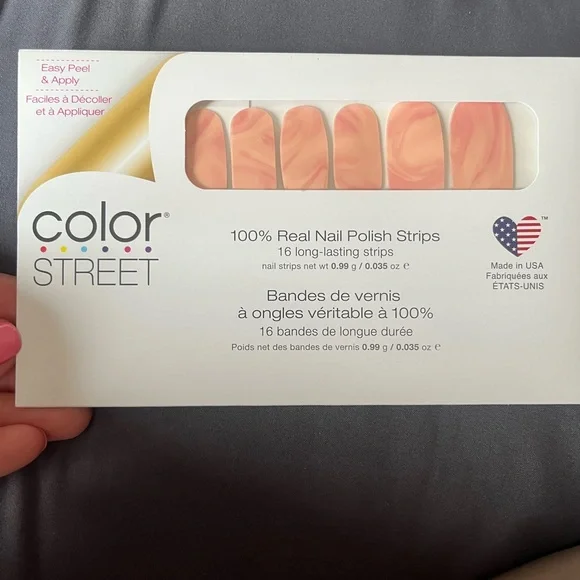 Easy Peel
& Apply
Faciles à Décoller
et à Appliquer
color®
STREET
100% Real Nail Polish Strips
16 long-lasting strips
nail strips net wt 0.99 g / 0.035 oz ℮
Bandes de vernis
à ongles véritable à 100%
16 bandes de longue durée
Poids net des bandes de vernis 0.99 g / 0.035 oz ℮
TM
Made in USA
Fabriquées aux
ÉTATS-UNIS